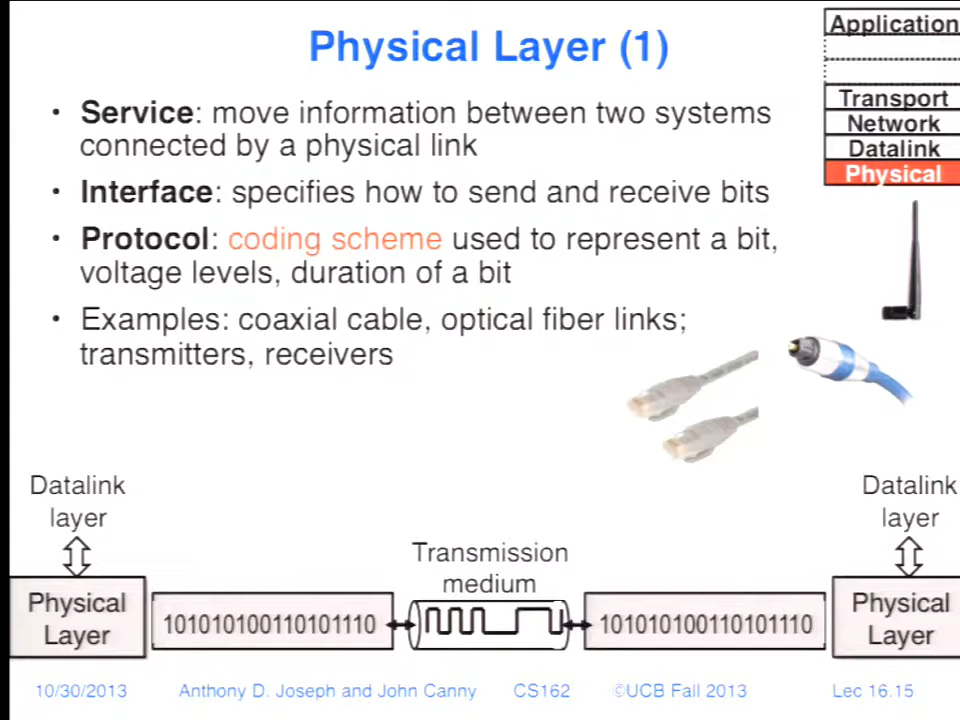 Physical Layer (1)
Application
Transport
Network
Datalink
Physical
• Service: move information between two systems
connected by a physical link
• Interface: specifies how to send and receive bits
• Protocol: coding scheme used to represent a bit,
voltage levels, duration of a bit
• Examples: coaxial cable, optical fiber links;
transmitters, receivers
Datalink
layer
Datalink
layer
Transmission
medium
Physical
Layer
101010100110101110
101010100110101110
Physical
Layer
10/30/2013 Anthony D. Joseph and John Canny CS162 ©UCB Fall 2013 Lec 16.15